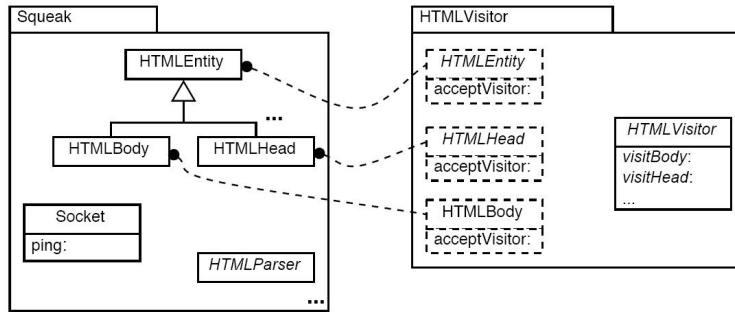 Squeak
HTMLEntity
...
HTMLBody
HTMLHead
Socket
ping:
HTMLParser
...
HTMLVisitor
HTMLEntity
acceptVisitor:
HTMLHead
acceptVisitor:
HTMLBody
acceptVisitor:
HTMLVisitor
visitBody:
visitHead:
...